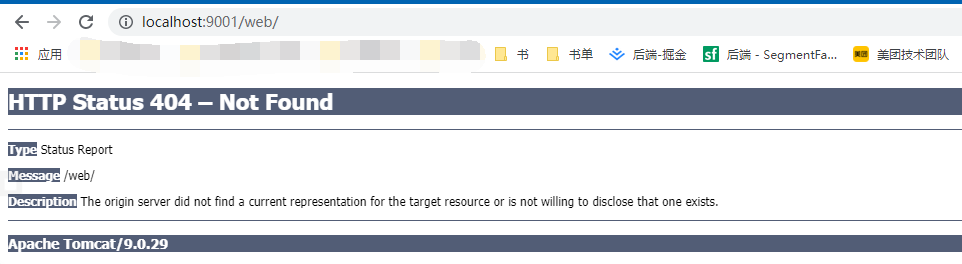 localhost:9001/web/
应用 书 书单 后端-掘金 sf 后端 - SegmentFa... 美团 美团技术团队
HTTP Status 404 – Not Found
Type Status Report
Message /web/
Description The origin server did not find a current representation for the target resource or is not willing to disclose that one exists.
Apache Tomcat/9.0.29